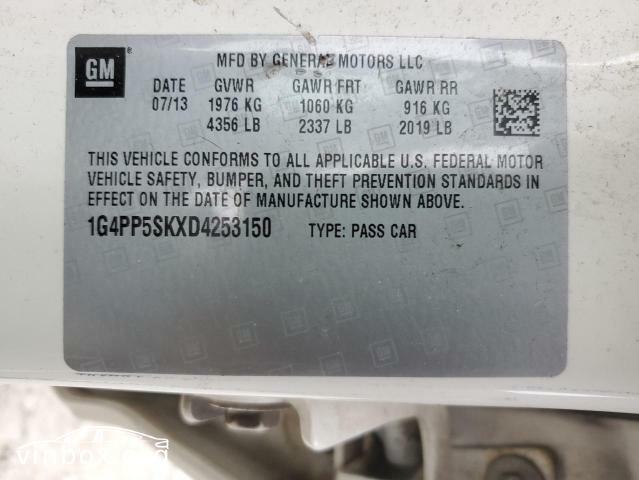 GM
MFD BY GENERAL MOTORS LLC
DATE GVWR GAWR FRT GAWR RR
07/13 1976 KG 1060 KG 916 KG
4356 LB 2337 LB 2019 LB
THIS VEHICLE CONFORMS TO ALL APPLICABLE U.S. FEDERAL MOTOR
VEHICLE SAFETY, BUMPER, AND THEFT PREVENTION STANDARDS IN
EFFECT ON THE DATE OF MANUFACTURE SHOWN ABOVE.
1G4PP5SKXD4253150 TYPE: PASS CAR